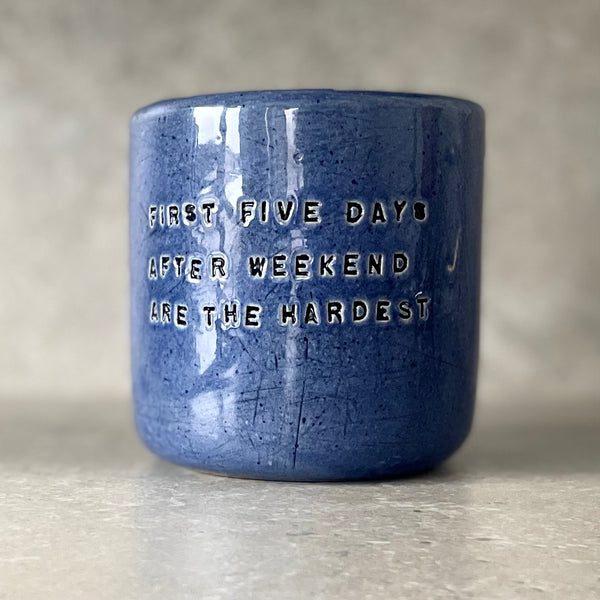 FIRST FIVE DAYS
AFTER WEEKEND
ARE THE HARDEST